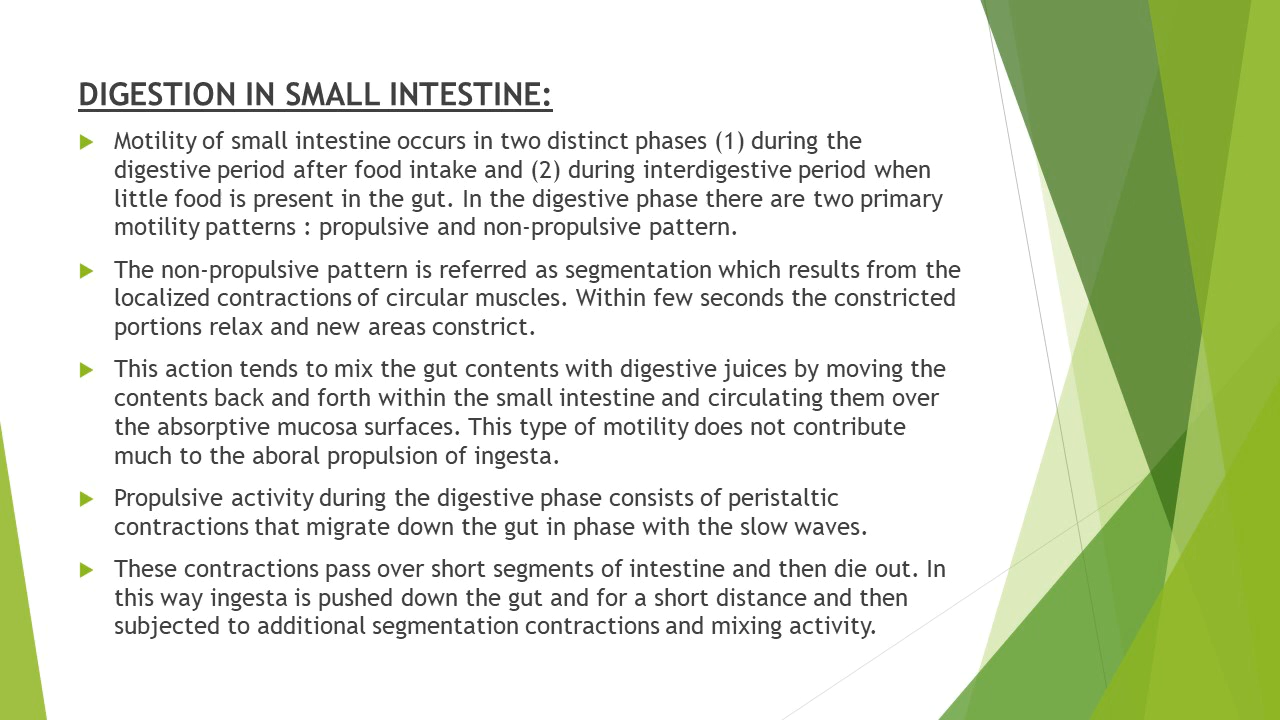 DIGESTION IN SMALL INTESTINE:
Motility of small intestine occurs in two distinct phases (1) during the
digestive period after food intake and (2) during interdigestive period when
little food is present in the gut. In the digestive phase there are two primary
motility patterns : propulsive and non-propulsive pattern.
The non-propulsive pattern is referred as segmentation which results from the
localized contractions of circular muscles. Within few seconds the constricted
portions relax and new areas constrict.
This action tends to mix the gut contents with digestive juices by moving the
contents back and forth within the small intestine and circulating them over
the absorptive mucosa surfaces. This type of motility does not contribute
much to the aboral propulsion of ingesta.
Propulsive activity during the digestive phase consists of peristaltic
contractions that migrate down the gut in phase with the slow waves.
These contractions pass over short segments of intestine and then die out. In
this way ingesta is pushed down the gut and for a short distance and then
subjected to additional segmentation contractions and mixing activity.